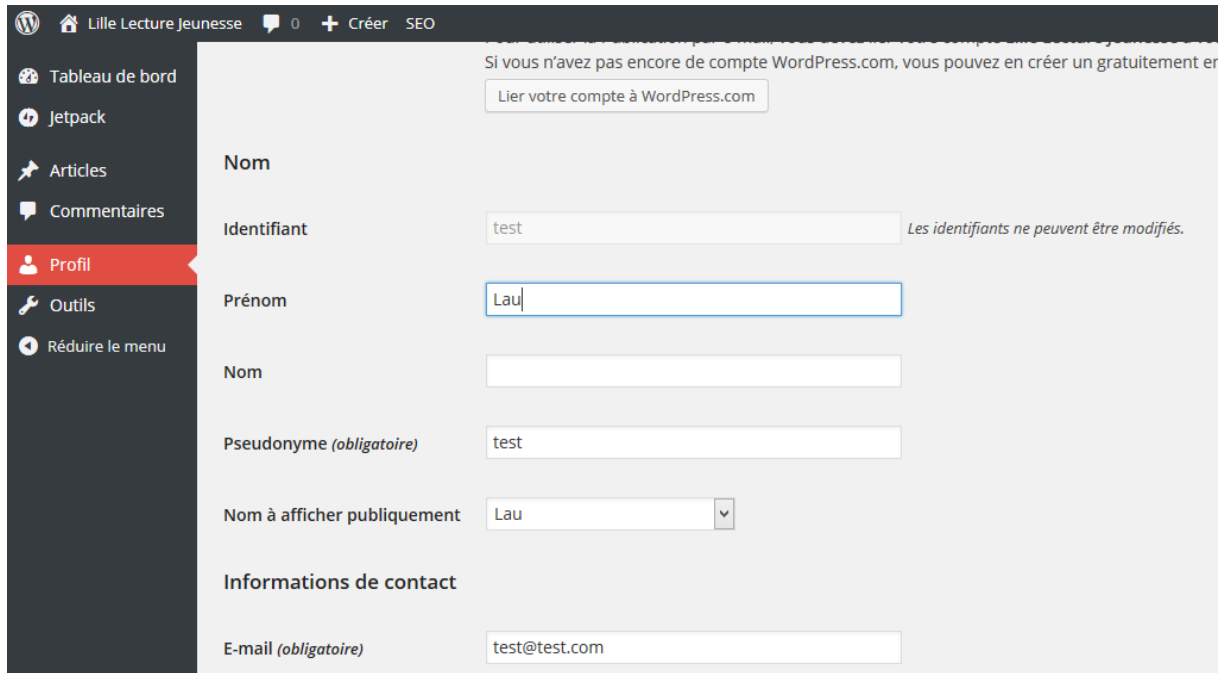 Lille Lecture Jeunesse 0 Créer SEO
Tableau de bord
Jetpack
Articles
Commentaires
Profil
Outils
Réduire le menu
Si vous n'avez pas encore de compte WordPress.com, vous pouvez en créer un gratuitement en
Lier votre compte à WordPress.com
Nom
Identifiant test Les identifiants ne peuvent être modifiés.
Prénom Lau
Nom
Pseudonyme (obligatoire) test
Nom à afficher publiquement Lau
Informations de contact
E-mail (obligatoire) test@test.com